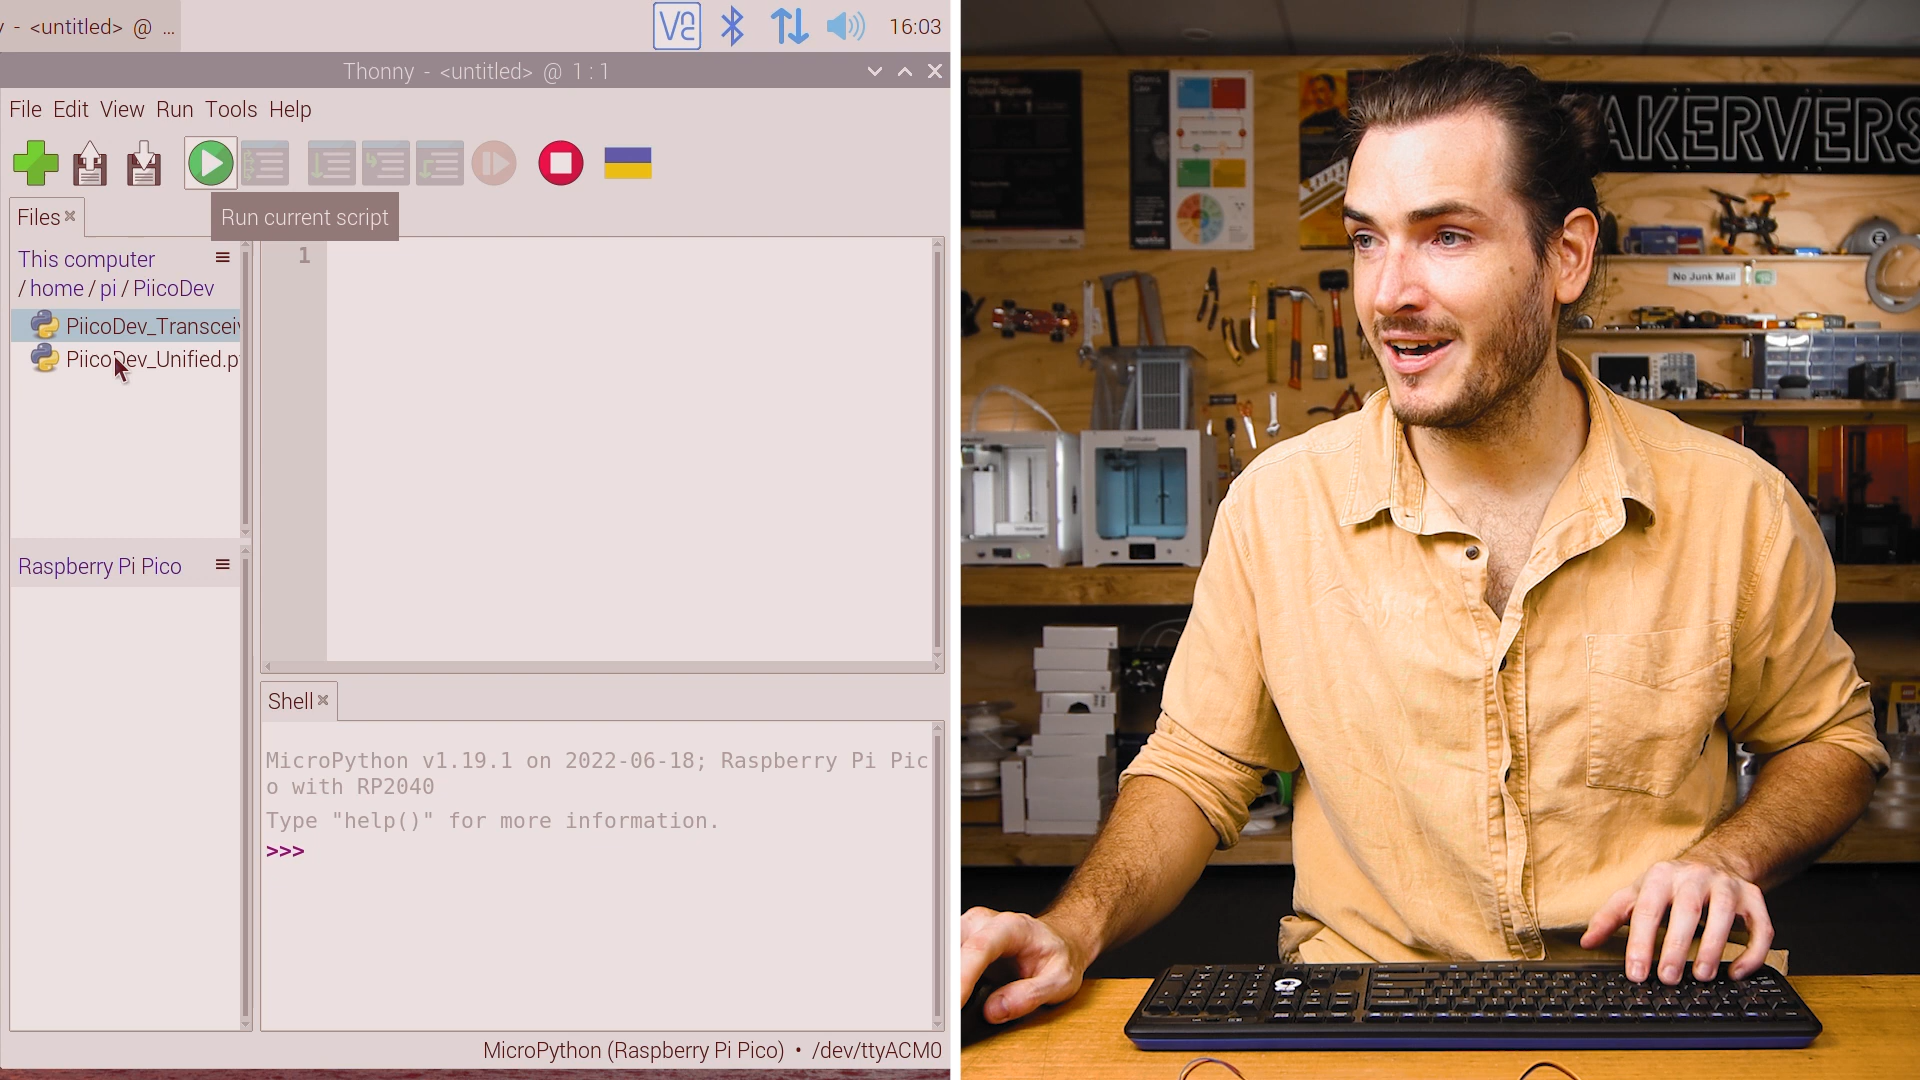 - <untitled> @ ...
16:03
Thonny - <untitled> @ 1 : 1
File Edit View Run Tools Help
Files
Run current script
This computer
/ home / pi / PiicoDev
PiicoDev_Transceiv
PiicoDev_Unified.p
1
Raspberry Pi Pico
Shell
MicroPython v1.19.1 on 2022-06-18; Raspberry Pi Pic
o with RP2040
Type "help()" for more information.
>>>
MicroPython (Raspberry Pi Pico) • /dev/ttyACM0
AKERVERS
No Junk Mail